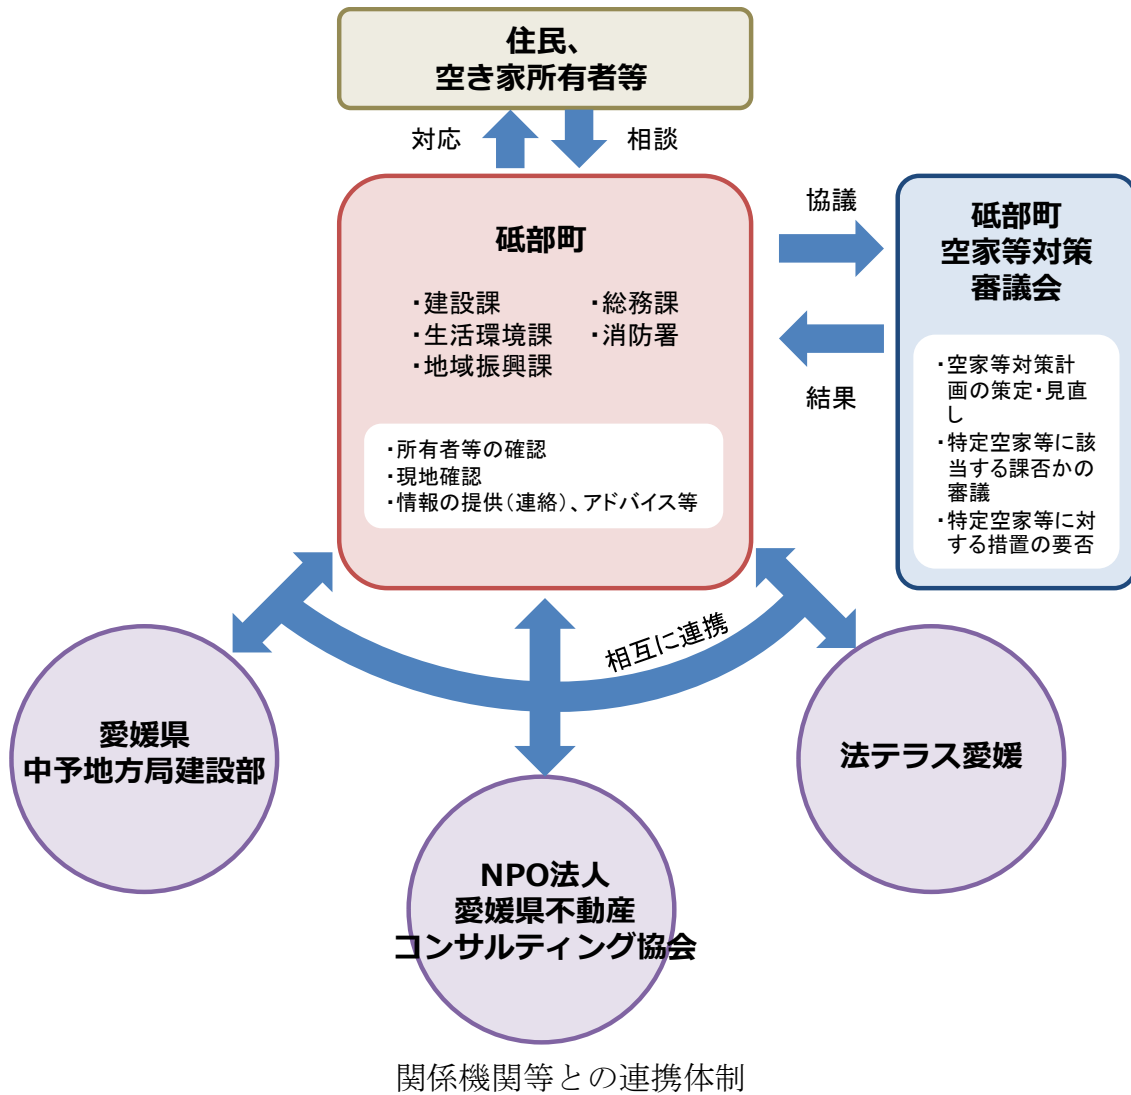 住民、
空き家所有者等
対応
相談
砥部町
・建設課
・生活環境課
・地域振興課
・総務課
・消防署
・所有者等の確認
・現地確認
・情報の提供（連絡）、アドバイス等
協議
結果
砥部町
空家等対策
審議会
・空家等対策計
画の策定・見直
し
・特定空家等に該
当する課否かの
審議
・特定空家等に対
する措置の要否
相互に連携
愛媛県
中予地方局建設部
NPO法人
愛媛県不動産
コンサルティング協会
法テラス愛媛
関係機関等との連携体制